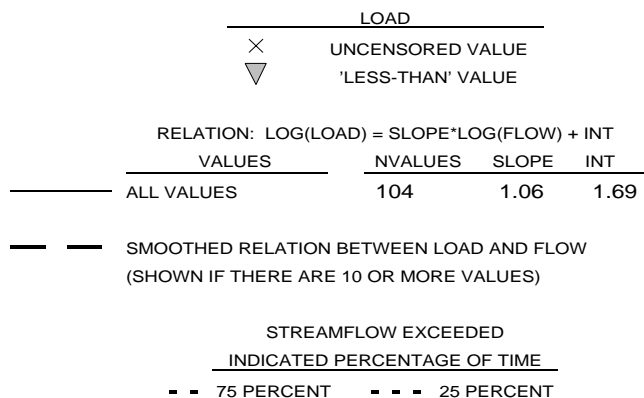 LOAD
UNCENSORED VALUE
'LESS-THAN' VALUE
RELATION: LOG(LOAD) = SLOPE*LOG(FLOW) + INT
VALUES NVALUES SLOPE INT
ALL VALUES 104 1.06 1.69
SMOOTHED RELATION BETWEEN LOAD AND FLOW
(SHOWN IF THERE ARE 10 OR MORE VALUES)
STREAMFLOW EXCEEDED
INDICATED PERCENTAGE OF TIME
75 PERCENT 25 PERCENT